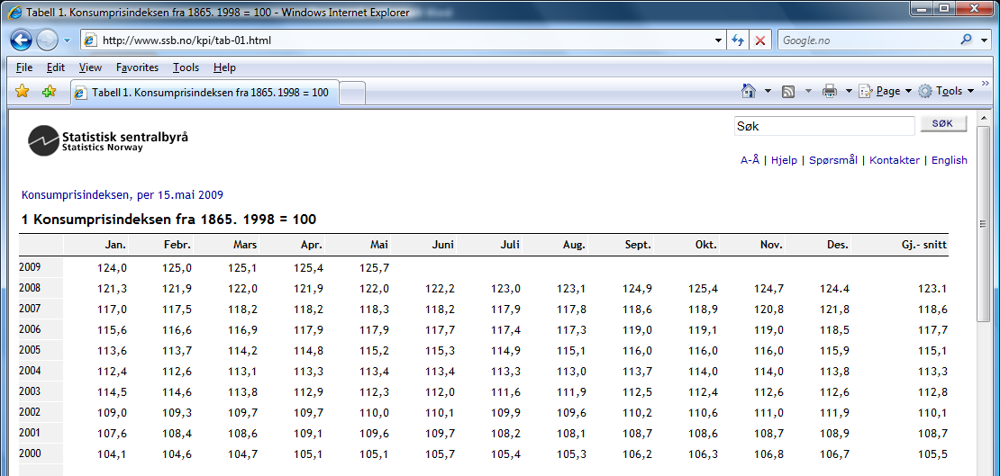 Tabell 1. Konsumprisindeksen fra 1865. 1998 = 100 - Windows Internet Explorer
http://www.ssb.no/kpi/tab-01.html Google.no
File Edit View Favorites Tools Help
Tabell 1. Konsumprisindeksen fra 1865. 1998 = 100 Page Tools
Statistisk sentralbyrå
Statistics Norway
Søk SØK
A-Å | Hjelp | Spørsmål | Kontakter | English
Konsumprisindeksen, per 15.mai 2009
1 Konsumprisindeksen fra 1865. 1998 = 100
Jan. Febr. Mars Apr. Mai Juni Juli Aug. Sept. Okt. Nov. Des. Gj.- snitt
2009 124,0 125,0 125,1 125,4 125,7
2008 121,3 121,9 122,0 121,9 122,0 122,2 123,0 123,1 124,9 125,4 124,7 124.4 123.1
2007 117,0 117,5 118,2 118,2 118,3 118,2 117,9 117,8 118,6 118,9 120,8 121,8 118,6
2006 115,6 116,6 116,9 117,9 117,9 117,7 117,4 117,3 119,0 119,1 119,0 118,5 117,7
2005 113,6 113,7 114,2 114,8 115,2 115,3 114,9 115,1 116,0 116,0 116,0 115,9 115,1
2004 112,4 112,6 113,1 113,3 113,4 113,4 113,3 113,0 113,7 114,0 114,0 113,8 113,3
2003 114,5 114,6 113,8 112,9 112,3 112,0 111,6 111,9 112,5 112,4 112,6 112,6 112,8
2002 109,0 109,3 109,7 109,7 110,0 110,1 109,9 109,6 110,2 110,6 111,0 111,9 110,1
2001 107,6 108,4 108,6 109,1 109,6 109,7 108,2 108,1 108,7 108,6 108,7 108,9 108,7
2000 104,1 104,6 104,7 105,1 105,1 105,7 105,4 105,3 106,2 106,3 106,8 106,7 105,5